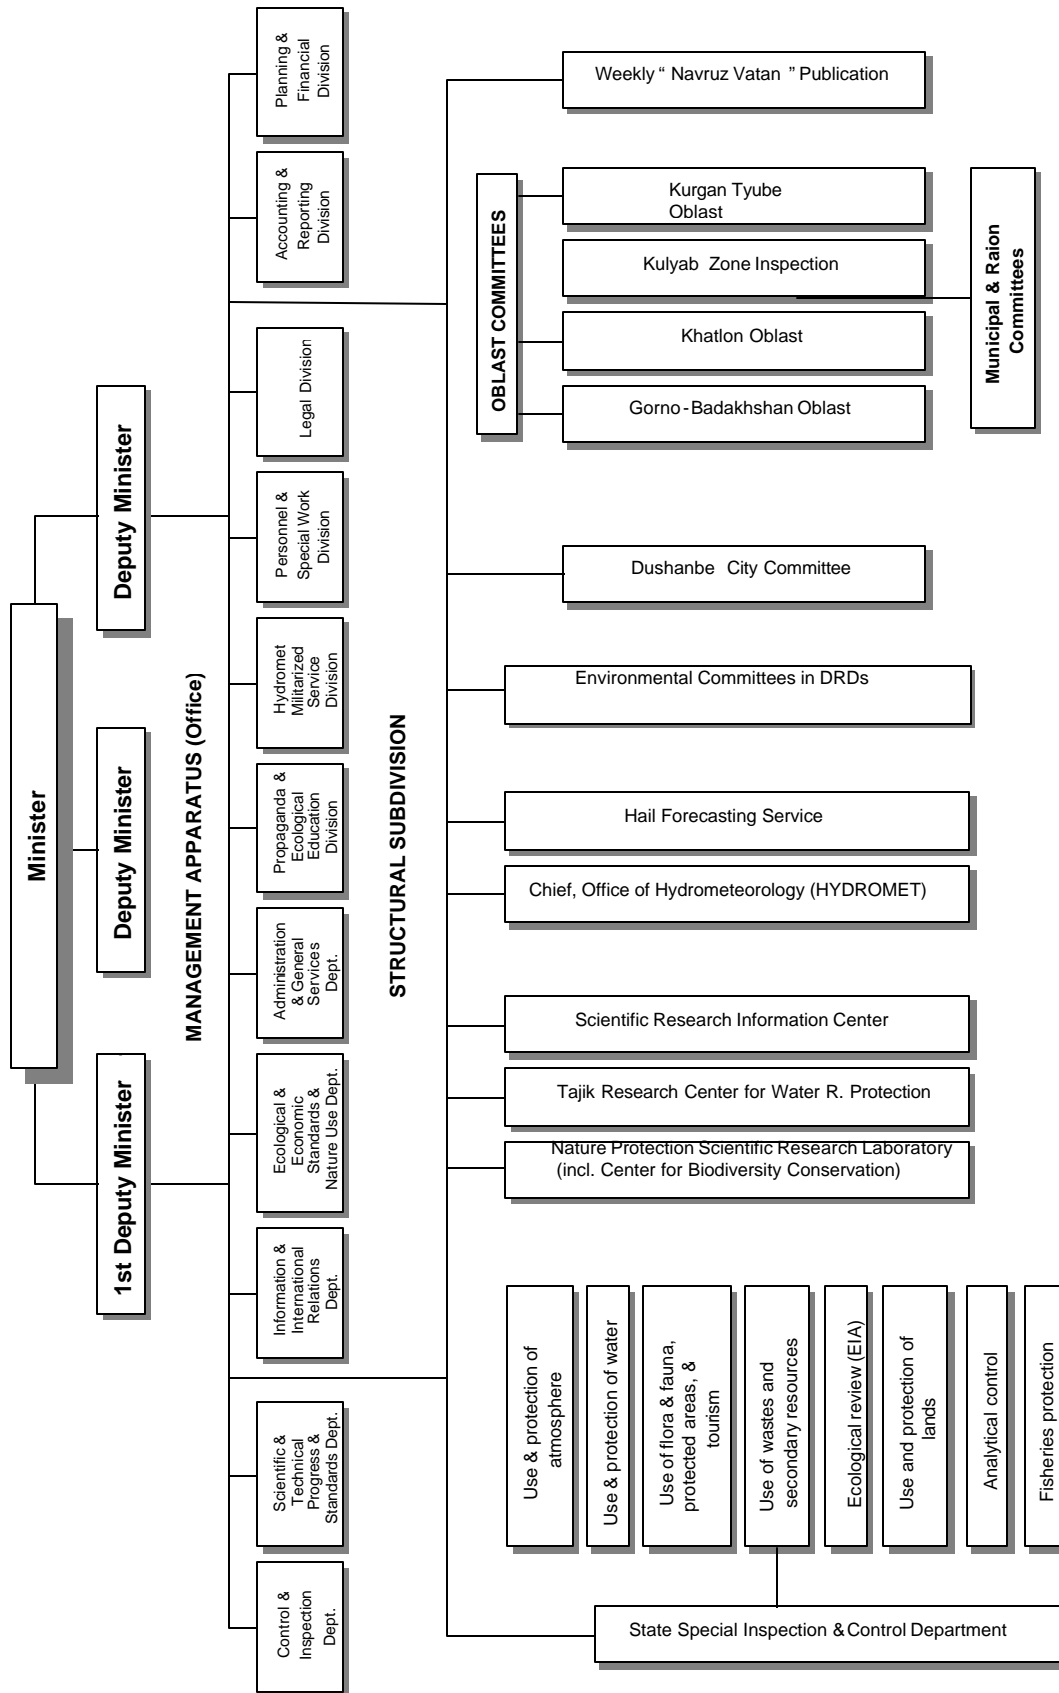 Minister
1st Deputy Minister
Deputy Minister
Deputy Minister
MANAGEMENT APPARATUS (Office)
Control &
Inspection
Dept.
Scientific &
Technical
Progress &
Standards Dept.
Information &
International
Relations
Dept.
Ecological &
Economic
Standards &
Nature Use Dept.
Administration
& General
Services
Dept.
Propaganda &
Ecological
Education
Division
Hydromet
Militarized
Service
Division
Personnel &
Special Work
Division
Legal Division
Accounting &
Reporting
Division
Planning &
Financial
Division
STRUCTURAL SUBDIVISION
Weekly “ Navruz Vatan ” Publication
OBLAST COMMITTEES
Kurgan Tyube
Oblast
Kulyab Zone Inspection
Khatlon Oblast
Gorno-Badakhshan Oblast
Municipal & Raion
Committees
Dushanbe City Committee
Environmental Committees in DRDs
Hail Forecasting Service
Chief, Office of Hydrometeorology (HYDROMET)
Scientific Research Information Center
Tajik Research Center for Water R. Protection
Nature Protection Scientific Research Laboratory
(incl. Center for Biodiversity Conservation)
Use & protection of
atmosphere
Use & protection of water
Use of flora & fauna,
protected areas, &
tourism
Use of wastes and
secondary resources
Ecological review (EIA)
Use and protection of
lands
Analytical control
Fisheries protection
State Special Inspection & Control Department